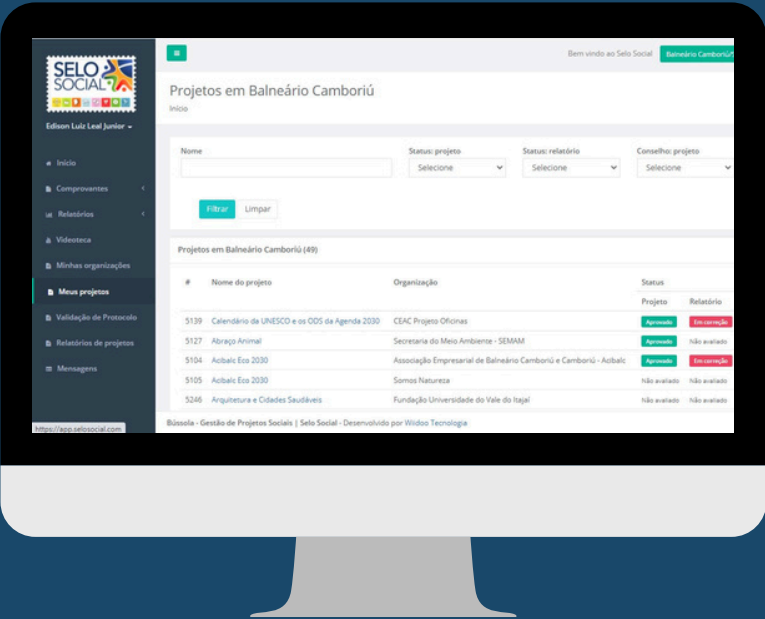 SELO
SOCIAL
Edison Luiz Leal Junior
Início
Comprovantes
Relatórios
Videoteca
Minhas organizações
Meus projetos
Validação de Protocolo
Relatórios de projetos
Mensagens
https://app.selosocial.com
Bem vindo ao Selo Social
Balneário Camboriú/
Projetos em Balneário Camboriú
Início
Nome Status: projeto Status: relatório Conselho: projeto
Selecione Selecione Selecione
Filtrar Limpar
Projetos em Balneário Camboriú (49)
# Nome do projeto Organização Status
Projeto Relatório
5139 Calendário da UNESCO e os ODS da Agenda 2030 CEAC Projeto Oficinas Aprovado Em correção
5127 Abraço Animal Secretaria do Meio Ambiente - SEMAM Aprovado Não avaliado
5104 Acibalc Eco 2030 Associação Empresarial de Balneário Camboriú e Camboriú - Acibalc Aprovado Em correção
5105 Acibalc Eco 2030 Somos Natureza Não avaliado Não avaliado
5246 Arquitetura e Cidades Saudáveis Fundação Universidade do Vale do Itajaí Não avaliado Não avaliado
Bússola - Gestão de Projetos Sociais | Selo Social - Desenvolvido por Wiidoo Tecnologia